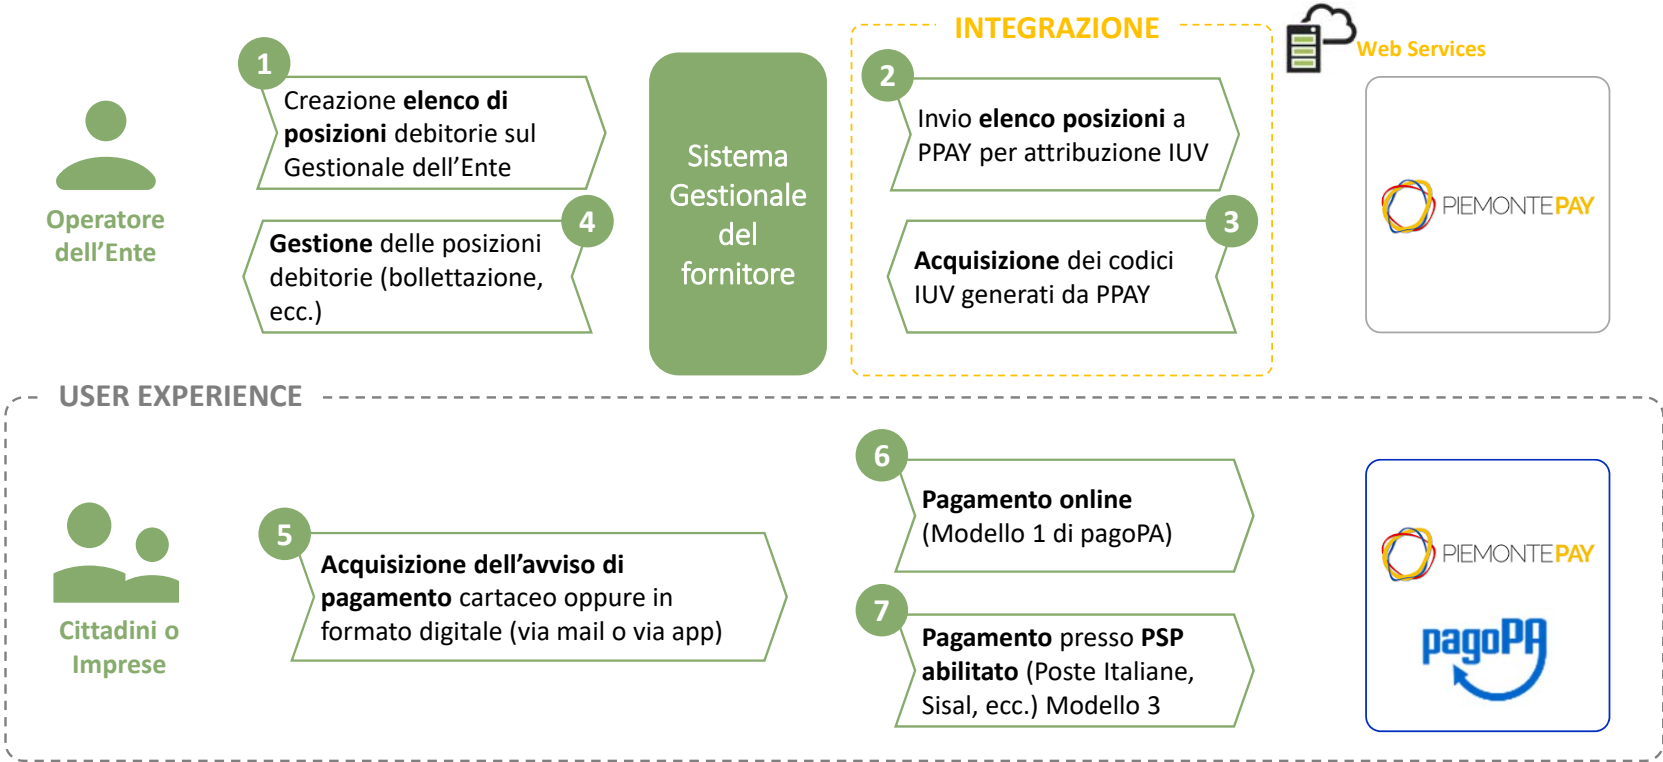 INTEGRAZIONE
Web Services
1
Creazione elenco di
posizioni debitorie sul
Gestionale dell'Ente
Operatore
dell'Ente
4
Gestione delle posizioni
debitorie (bollettazione,
ecc.)
Sistema
Gestionale
del
fornitore
2
Invio elenco posizioni a
PPAY per attribuzione IUV
3
Acquisizione dei codici
IUV generati da PPAY
PIEMONTEPAY
USER EXPERIENCE
Cittadini o
Imprese
5
Acquisizione dell'avviso di
pagamento cartaceo oppure in
formato digitale (via mail o via app)
6
Pagamento online
(Modello 1 di pagoPA)
7
Pagamento presso PSP
abilitato (Poste Italiane,
Sisal, ecc.) Modello 3
PIEMONTEPAY
pagoPA